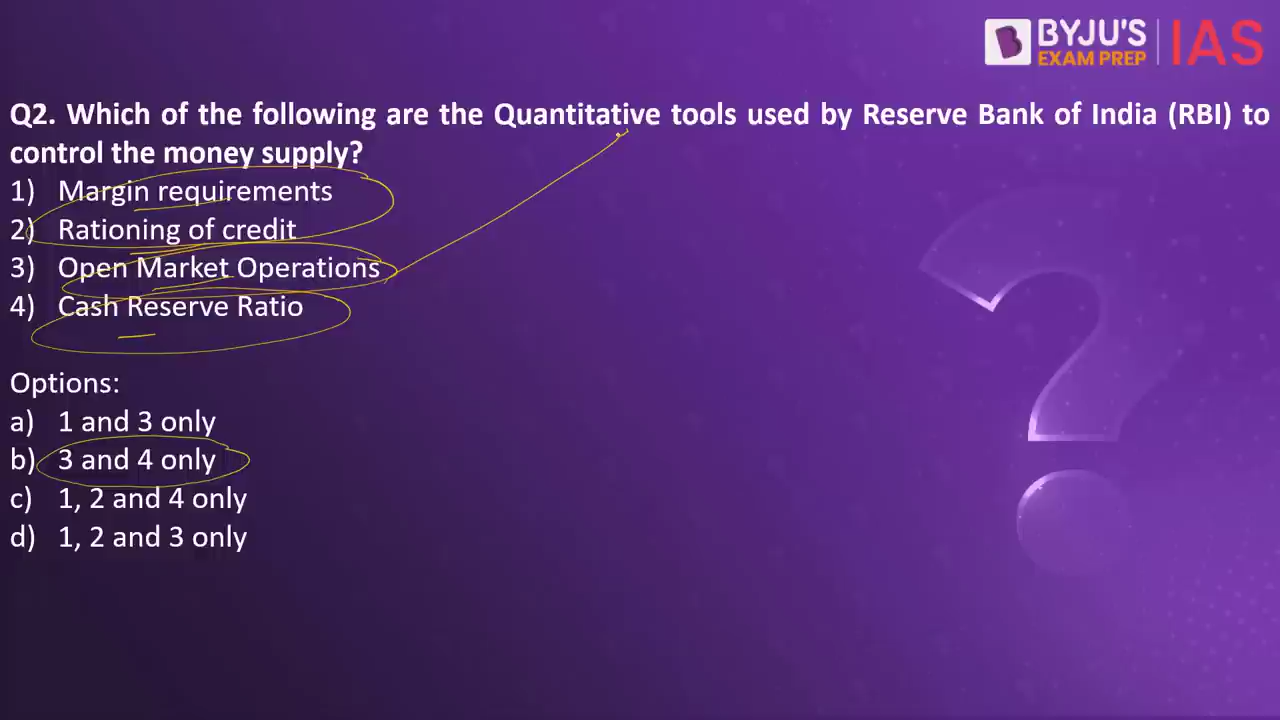 BYJU'S
EXAM PREP
IAS
Q2. Which of the following are the Quantitative tools used by Reserve Bank of India (RBI) to
control the money supply?
1) Margin requirements
2) Rationing of credit
3) Open Market Operations
4) Cash Reserve Ratio
Options:
a) 1 and 3 only
b) 3 and 4 only
c) 1, 2 and 4 only
d) 1, 2 and 3 only